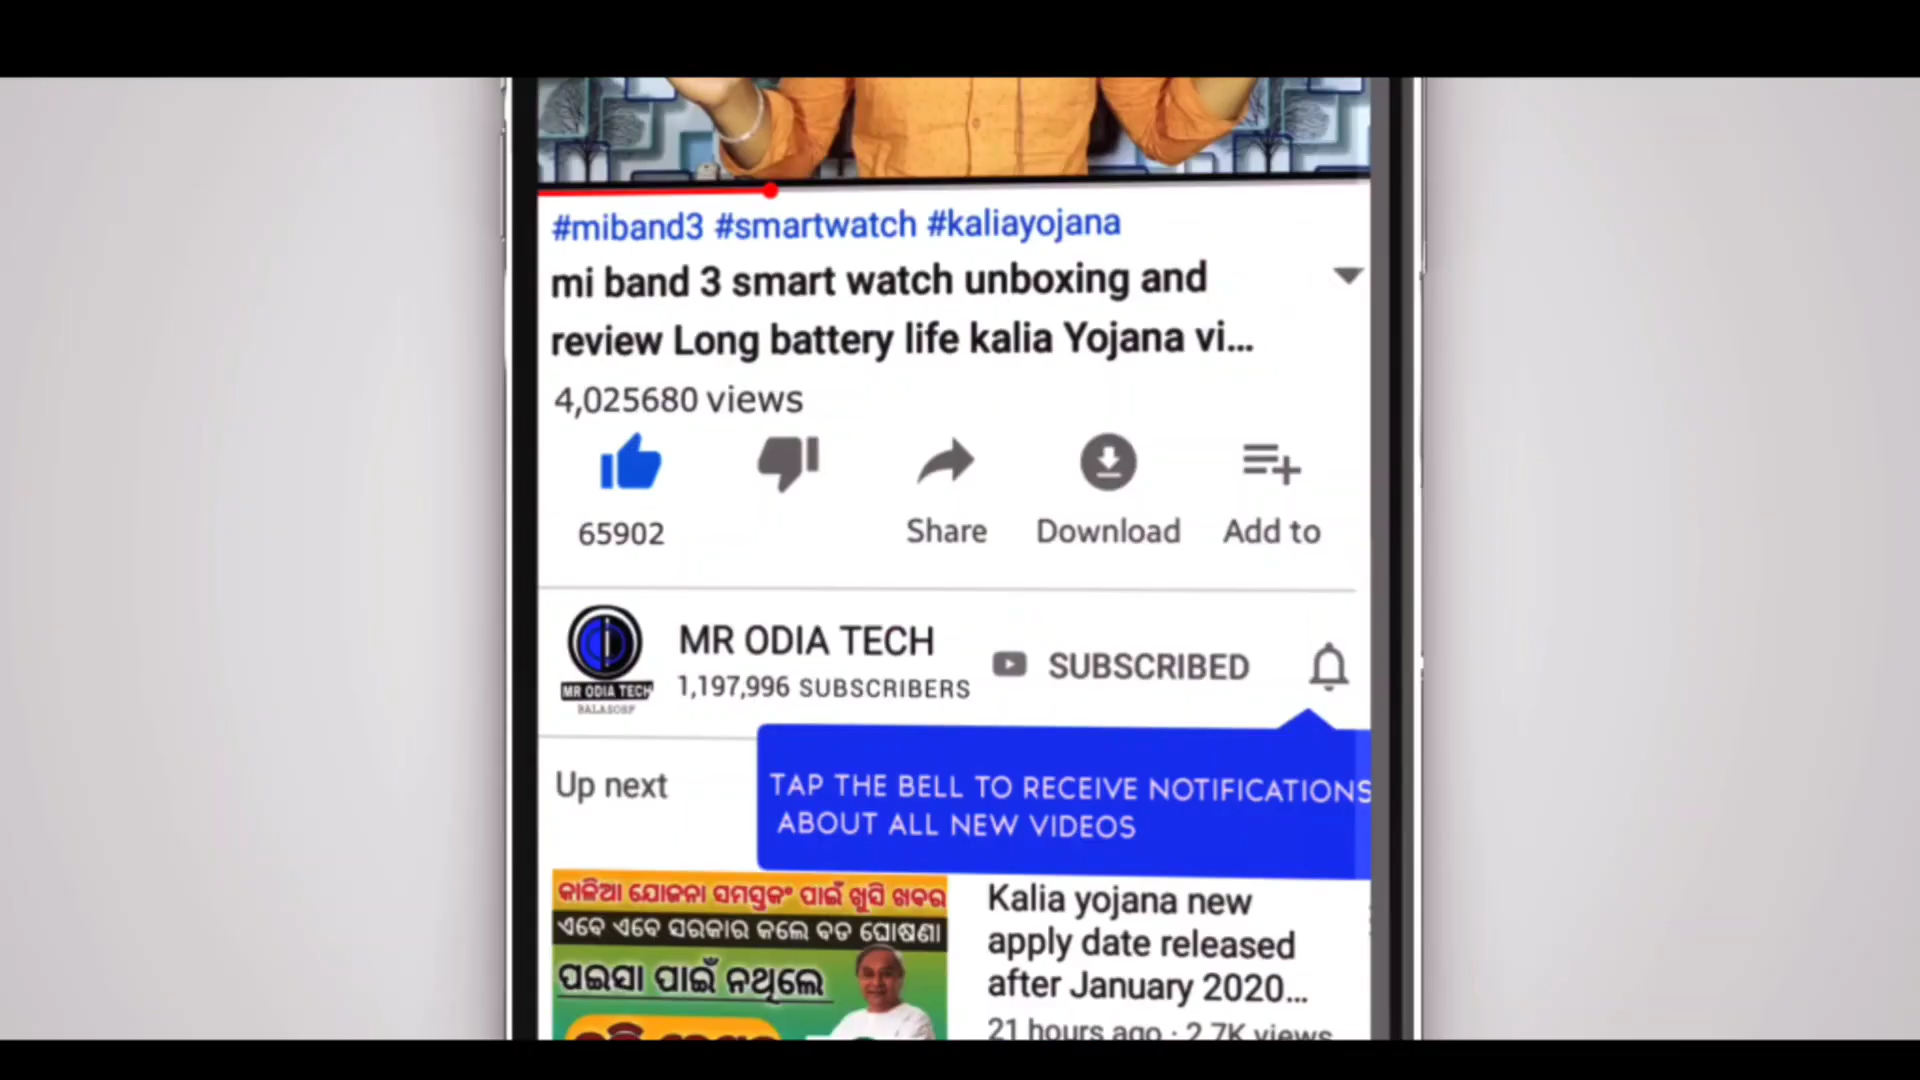 #miband3 #smartwatch #kaliayojana
mi band 3 smart watch unboxing and
review Long battery life kalia Yojana vi...
4,025680 views
65902
Share
Download
Add to
MR ODIA TECH
BALASORE
MR ODIA TECH
1,197,996 SUBSCRIBERS
SUBSCRIBED
TAP THE BELL TO RECEIVE NOTIFICATIONS
ABOUT ALL NEW VIDEOS
Up next
କାଳିଆ ଯୋଜନା ସମସ୍ତଙ୍କ ପାଇଁ ଖୁସି ଖବର
ଏବେ ଏବେ ସରକାର କଲେ ବଡ ଘୋଷଣା
ପଇସା ପାଇଁ ନଥିଲେ
Kalia yojana new
apply date released
after January 2020...
21 hours ago · 2.7K views